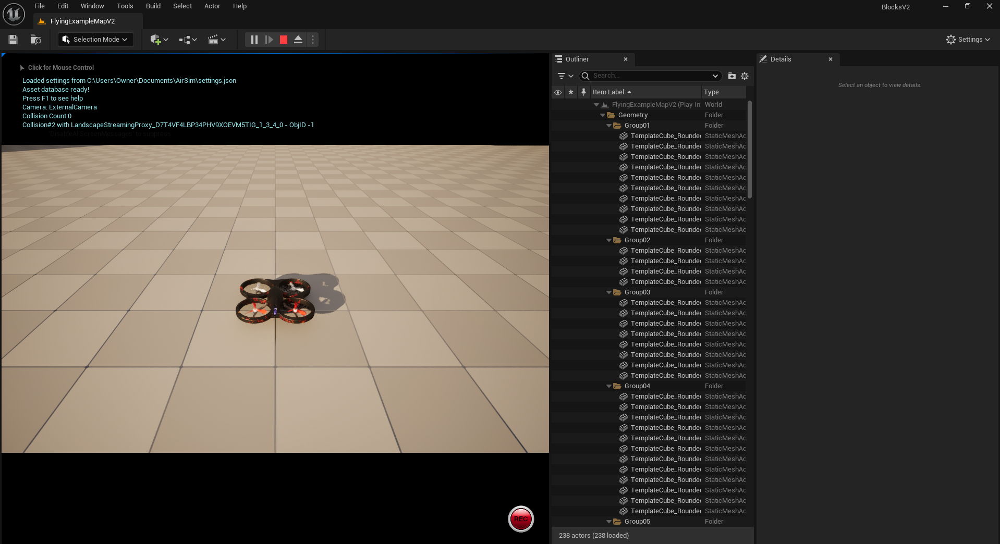 File Edit Window Tools Build Select Actor Help
BlocksV2
FlyingExampleMapV2
Selection Mode
Settings
Click for Mouse Control
Loaded settings from C:\Users\Owner\Documents\AirSim\settings.json
Asset database ready!
Press F1 to see help
Camera: ExternalCamera
Collision Count:0
Collision#2 with LandscapeStreamingProxy_D7T4VF4LBP34PHV9XOEVM5TIG_1_3_4_0 - ObjID -1
'DisableAllScreenMessages' to suppress
REC
Outliner
Search...
Item Label Type
FlyingExampleMapV2 (Play In World
Geometry Folder
Group01 Folder
TemplateCube_Rounde StaticMeshAc
TemplateCube_Rounde StaticMeshAc
TemplateCube_Rounde StaticMeshAc
TemplateCube_Rounde StaticMeshAc
TemplateCube_Rounde StaticMeshAc
TemplateCube_Rounde StaticMeshAc
TemplateCube_Rounde StaticMeshAc
TemplateCube_Rounde StaticMeshAc
TemplateCube_Rounde StaticMeshAc
TemplateCube_Rounde StaticMeshAc
Group02 Folder
TemplateCube_Rounde StaticMeshAc
TemplateCube_Rounde StaticMeshAc
TemplateCube_Rounde StaticMeshAc
TemplateCube_Rounde StaticMeshAc
Group03 Folder
TemplateCube_Rounde StaticMeshAc
TemplateCube_Rounde StaticMeshAc
TemplateCube_Rounde StaticMeshAc
TemplateCube_Rounde StaticMeshAc
TemplateCube_Rounde StaticMeshAc
TemplateCube_Rounde StaticMeshAc
TemplateCube_Rounde StaticMeshAc
TemplateCube_Rounde StaticMeshAc
Group04 Folder
TemplateCube_Rounde StaticMeshAc
TemplateCube_Rounde StaticMeshAc
TemplateCube_Rounde StaticMeshAc
TemplateCube_Rounde StaticMeshAc
TemplateCube_Rounde StaticMeshAc
TemplateCube_Rounde StaticMeshAc
TemplateCube_Rounde StaticMeshAc
TemplateCube_Rounde StaticMeshAc
TemplateCube_Rounde StaticMeshAc
TemplateCube_Rounde StaticMeshAc
TemplateCube_Rounde StaticMeshAc
TemplateCube_Rounde StaticMeshAc
Group05 Folder
238 actors (238 loaded)
Details
Select an object to view details.